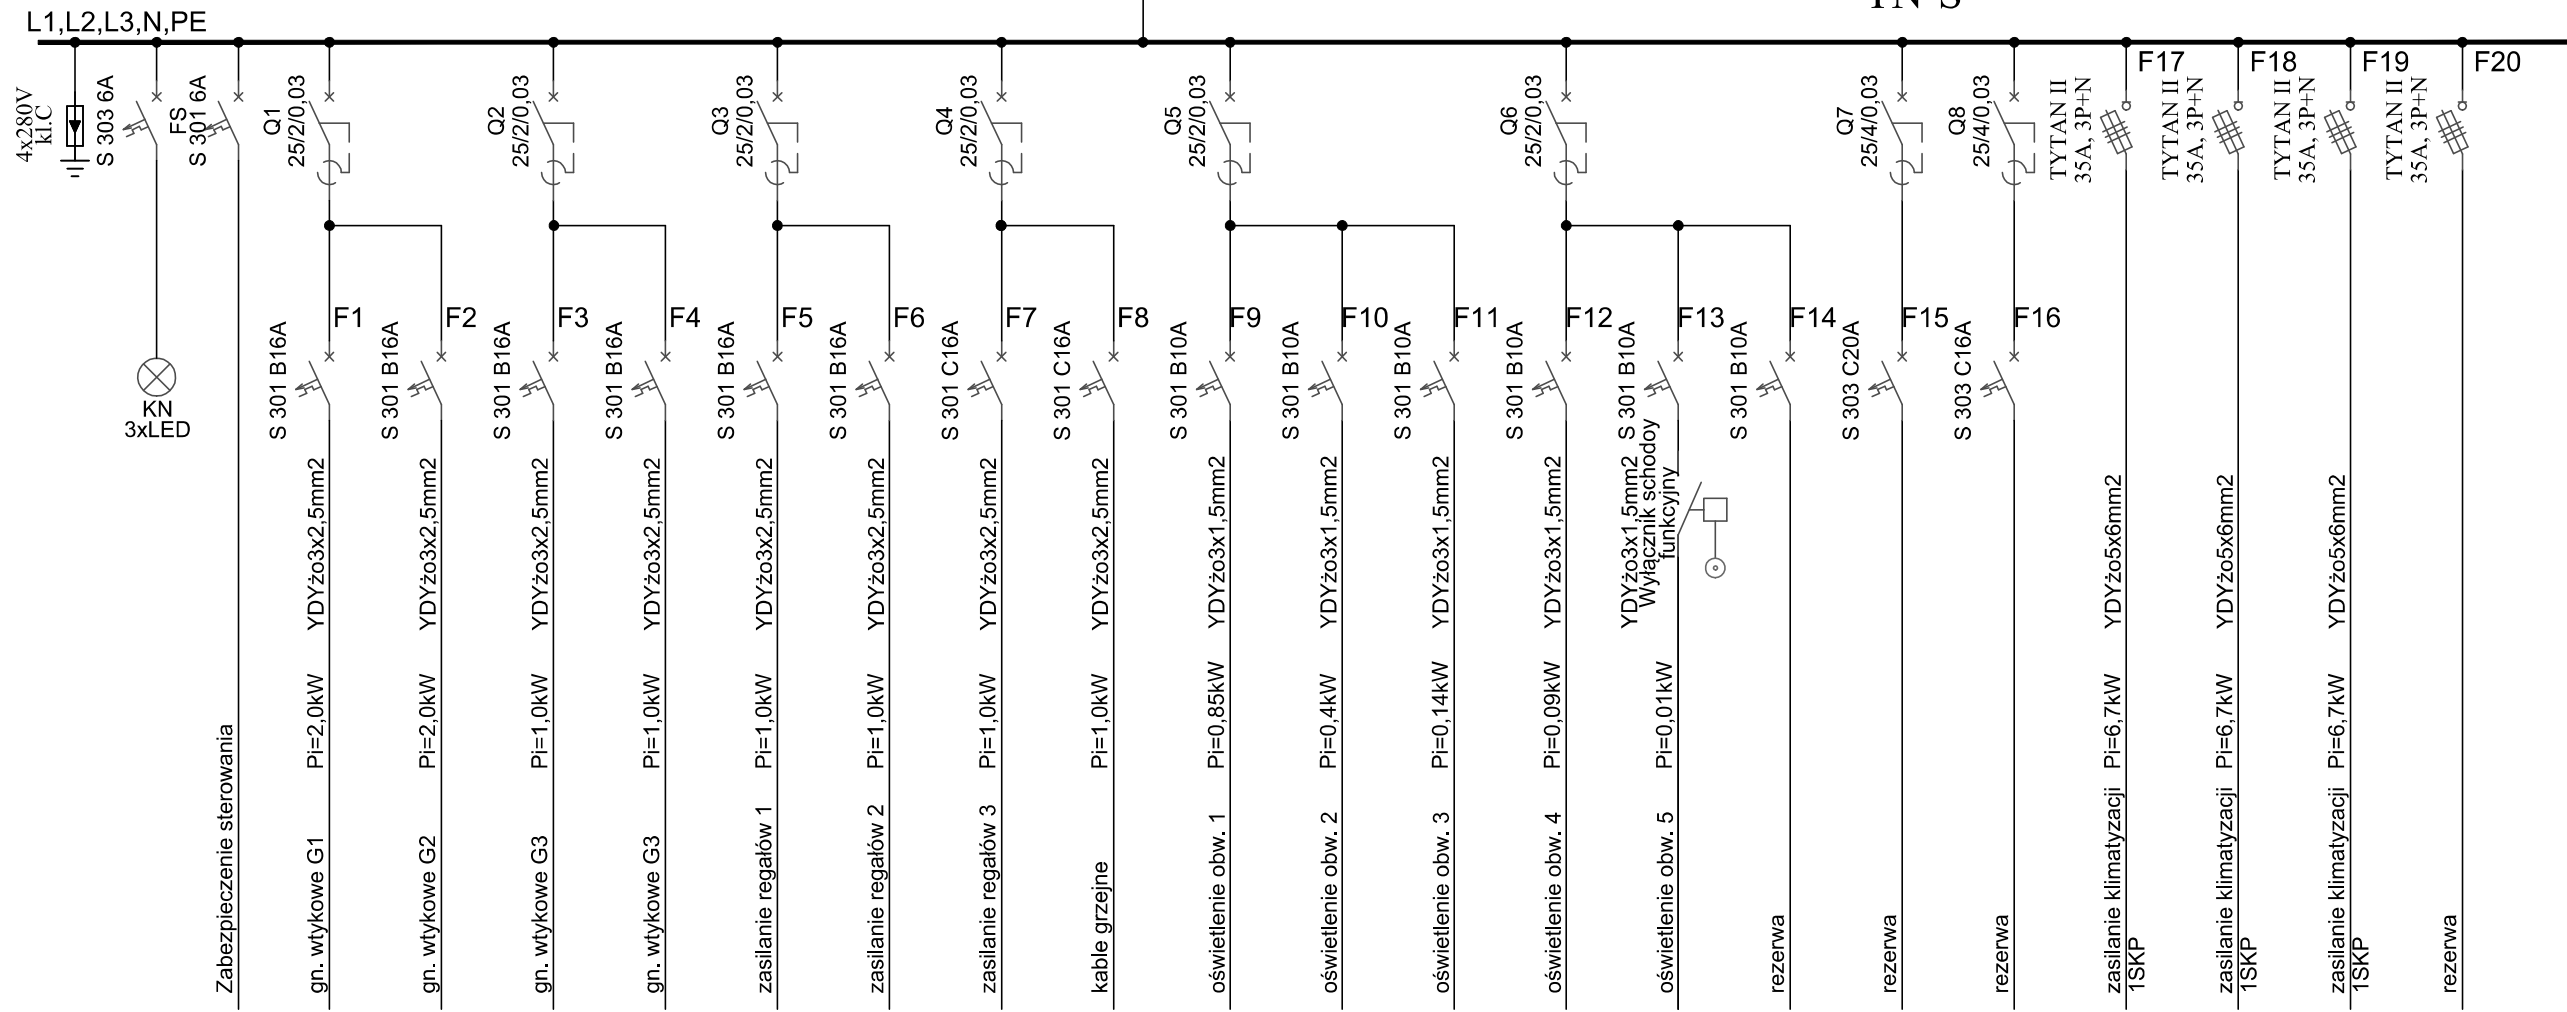 L1,L2,L3,N,PE
4x280V
kl.C
S 303 6A
KN
3xLED
FS
S 301 6A
Zabezpieczenie sterowania
Q1
25/2/0,03
Q2
25/2/0,03
Q3
25/2/0,03
Q4
25/2/0,03
Q5
25/2/0,03
Q6
25/2/0,03
Q7
25/4/0,03
Q8
25/4/0,03
F17
TYTAN II
35A, 3P+N
F18
TYTAN II
35A, 3P+N
F19
TYTAN II
35A, 3P+N
F20
TYTAN II
35A, 3P+N
F1
S 301 B16A
YDYżo3x2,5mm2
Pi=2,0kW
gn. wtykowe G1
F2
S 301 B16A
YDYżo3x2,5mm2
Pi=2,0kW
gn. wtykowe G2
F3
S 301 B16A
YDYżo3x2,5mm2
Pi=1,0kW
gn. wtykowe G3
F4
S 301 B16A
YDYżo3x2,5mm2
Pi=1,0kW
gn. wtykowe G3
F5
S 301 B16A
YDYżo3x2,5mm2
Pi=1,0kW
zasilanie regałów 1
F6
S 301 B16A
YDYżo3x2,5mm2
Pi=1,0kW
zasilanie regałów 2
F7
S 301 C16A
YDYżo3x2,5mm2
Pi=1,0kW
zasilanie regałów 3
F8
S 301 C16A
YDYżo3x2,5mm2
Pi=1,0kW
kable grzejne
F9
S 301 B10A
YDYżo3x1,5mm2
Pi=0,85kW
oświetlenie obw. 1
F10
S 301 B10A
YDYżo3x1,5mm2
Pi=0,4kW
oświetlenie obw. 2
F11
S 301 B10A
YDYżo3x1,5mm2
Pi=0,14kW
oświetlenie obw. 3
F12
S 301 B10A
YDYżo3x1,5mm2
Pi=0,09kW
oświetlenie obw. 4
F13
S 301 B10A
YDYżo3x1,5mm2
Wyłącznik schodoy
funkcyjny
Pi=0,01kW
oświetlenie obw. 5
F14
S 301 B10A
rezerwa
F15
S 303 C20A
rezerwa
F16
S 303 C16A
rezerwa
YDYżo5x6mm2
Pi=6,7kW
zasilanie klimatyzacji
1SKP
YDYżo5x6mm2
Pi=6,7kW
zasilanie klimatyzacji
1SKP
YDYżo5x6mm2
Pi=6,7kW
zasilanie klimatyzacji
1SKP
rezerwa